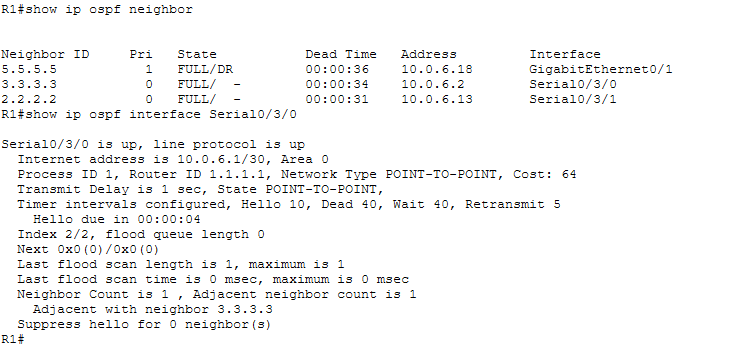 R1#show ip ospf neighbor
Neighbor ID     Pri   State           Dead Time   Address         Interface
5.5.5.5           1   FULL/DR         00:00:36    10.0.6.18       GigabitEthernet0/1
3.3.3.3           0   FULL/  -        00:00:34    10.0.6.2        Serial0/3/0
2.2.2.2           0   FULL/  -        00:00:31    10.0.6.13       Serial0/3/1
R1#show ip ospf interface Serial0/3/0
Serial0/3/0 is up, line protocol is up
  Internet address is 10.0.6.1/30, Area 0
  Process ID 1, Router ID 1.1.1.1, Network Type POINT-TO-POINT, Cost: 64
  Transmit Delay is 1 sec, State POINT-TO-POINT,
  Timer intervals configured, Hello 10, Dead 40, Wait 40, Retransmit 5
    Hello due in 00:00:04
  Index 2/2, flood queue length 0
  Next 0x0(0)/0x0(0)
  Last flood scan length is 1, maximum is 1
  Last flood scan time is 0 msec, maximum is 0 msec
  Neighbor Count is 1 , Adjacent neighbor count is 1
    Adjacent with neighbor 3.3.3.3
  Suppress hello for 0 neighbor(s)
R1#